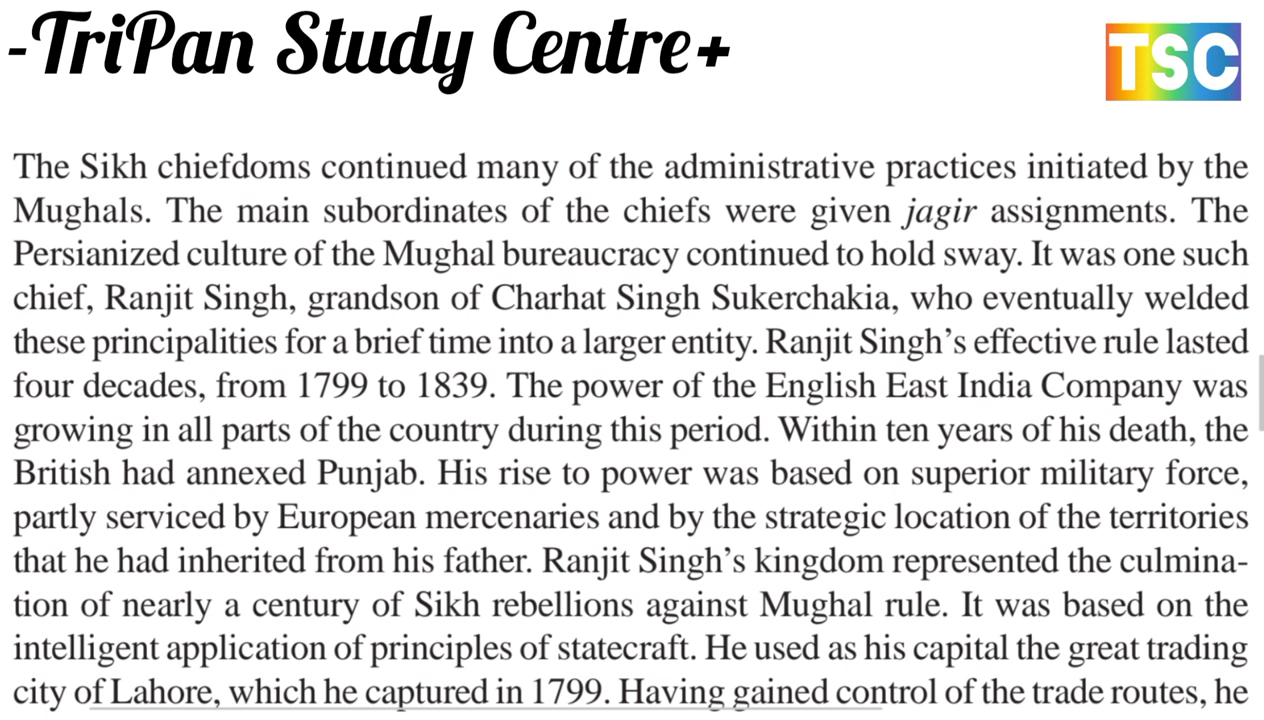 -TriPan Study Centre+
TSC
The Sikh chiefdoms continued many of the administrative practices initiated by the
Mughals. The main subordinates of the chiefs were given jagir assignments. The
Persianized culture of the Mughal bureaucracy continued to hold sway. It was one such
chief, Ranjit Singh, grandson of Charhat Singh Sukerchakia, who eventually welded
these principalities for a brief time into a larger entity. Ranjit Singh’s effective rule lasted
four decades, from 1799 to 1839. The power of the English East India Company was
growing in all parts of the country during this period. Within ten years of his death, the
British had annexed Punjab. His rise to power was based on superior military force,
partly serviced by European mercenaries and by the strategic location of the territories
that he had inherited from his father. Ranjit Singh’s kingdom represented the culmina-
tion of nearly a century of Sikh rebellions against Mughal rule. It was based on the
intelligent application of principles of statecraft. He used as his capital the great trading
city of Lahore, which he captured in 1799. Having gained control of the trade routes, he